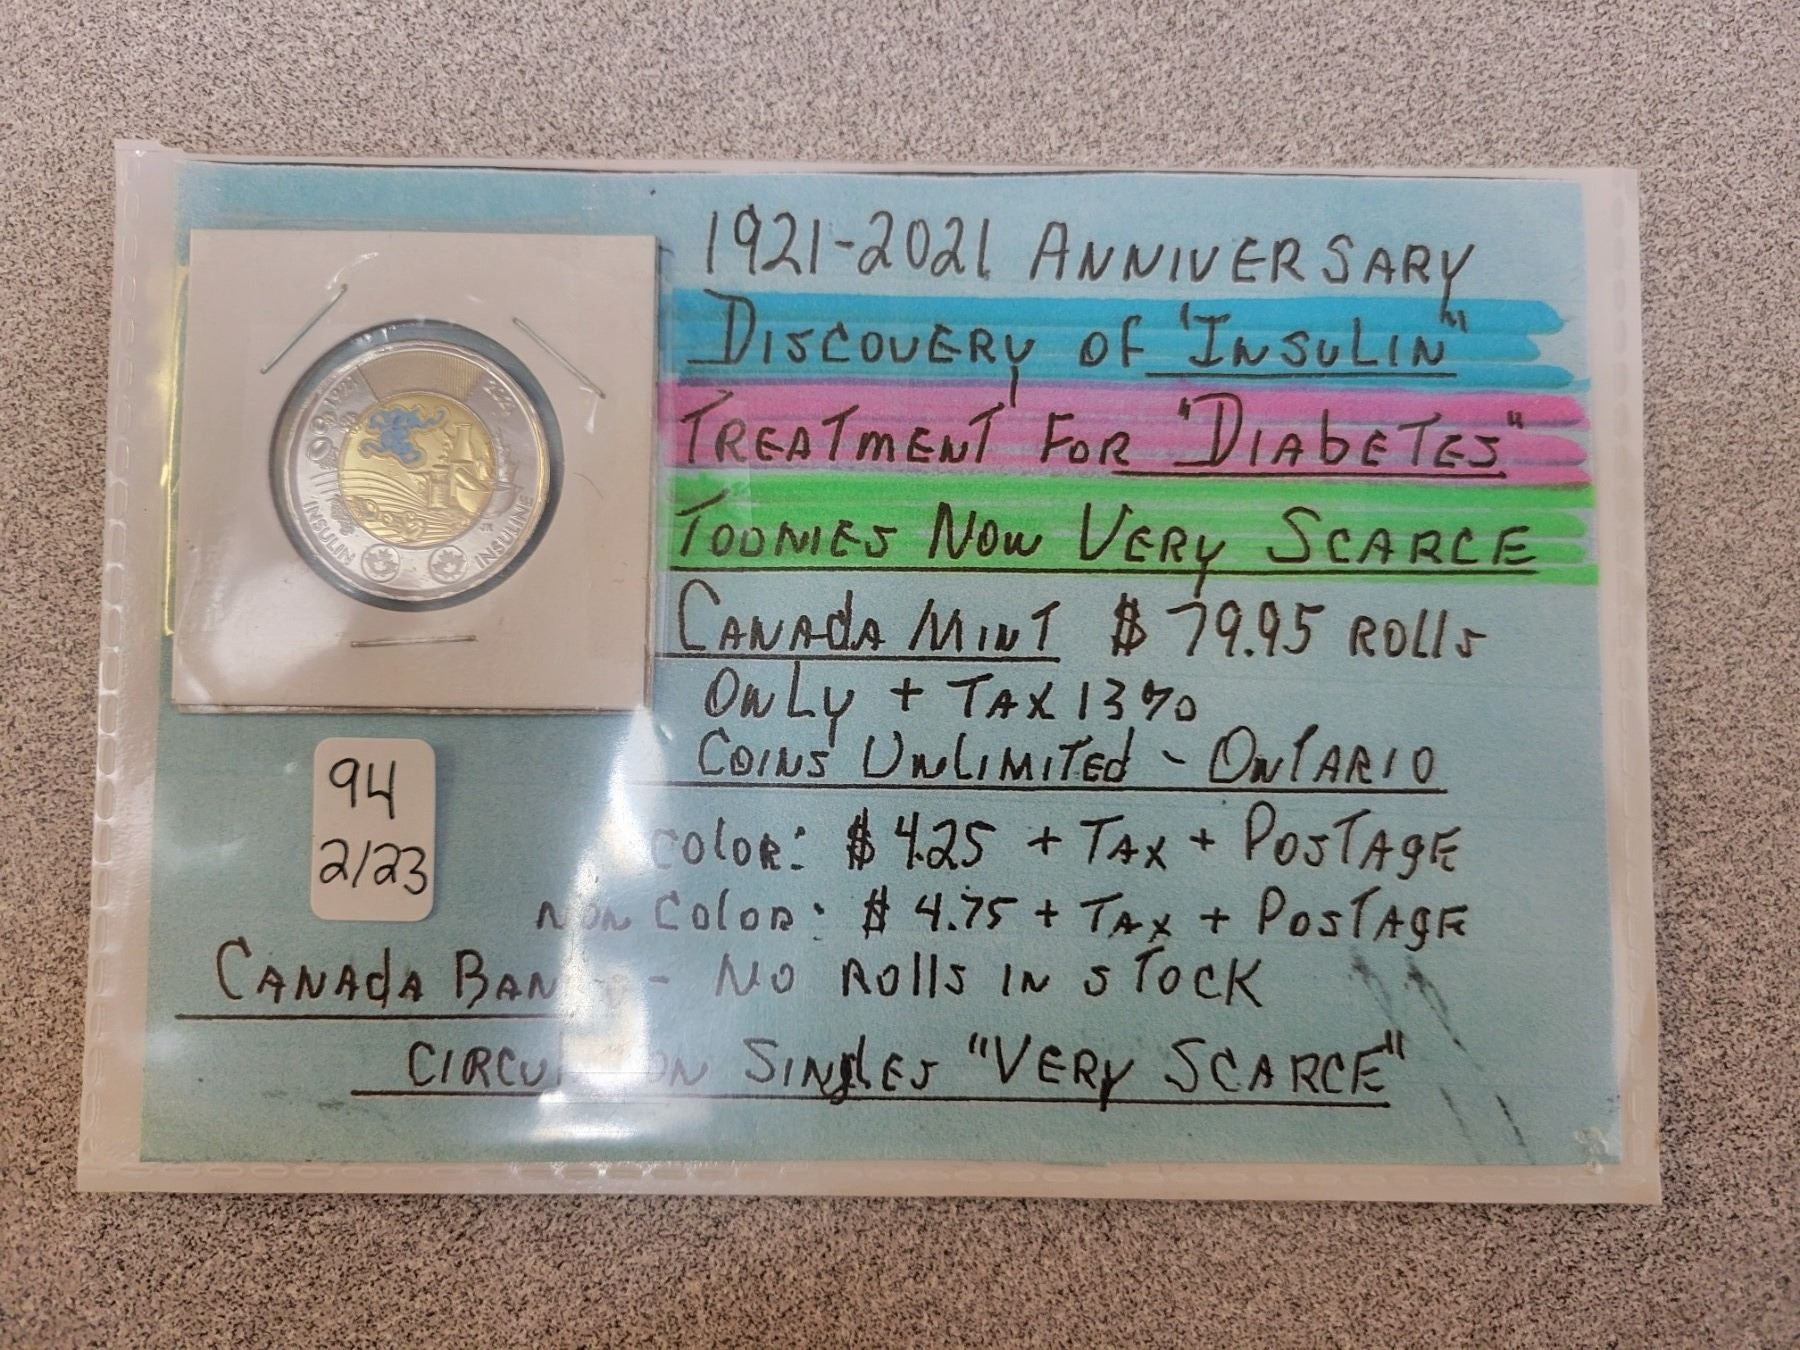 1921-2021 ANNIVERSARY
DISCOVERY OF "INSULIN"
TREATMENT FOR "DIABETES"
TOONIES NOW VERY SCARCE
CANADA MINT $79.95 ROLLS
ONLY + TAX 13%
COINS UNLIMITED - ONTARIO
COLOR: $4.25 + TAX + POSTAGE
NON COLOR: $4.75 + TAX + POSTAGE
CANADA - NO ROLLS IN STOCK
SINGLES "VERY SCARCE"
1921 2021
INSULIN INSULINE
94
2/23